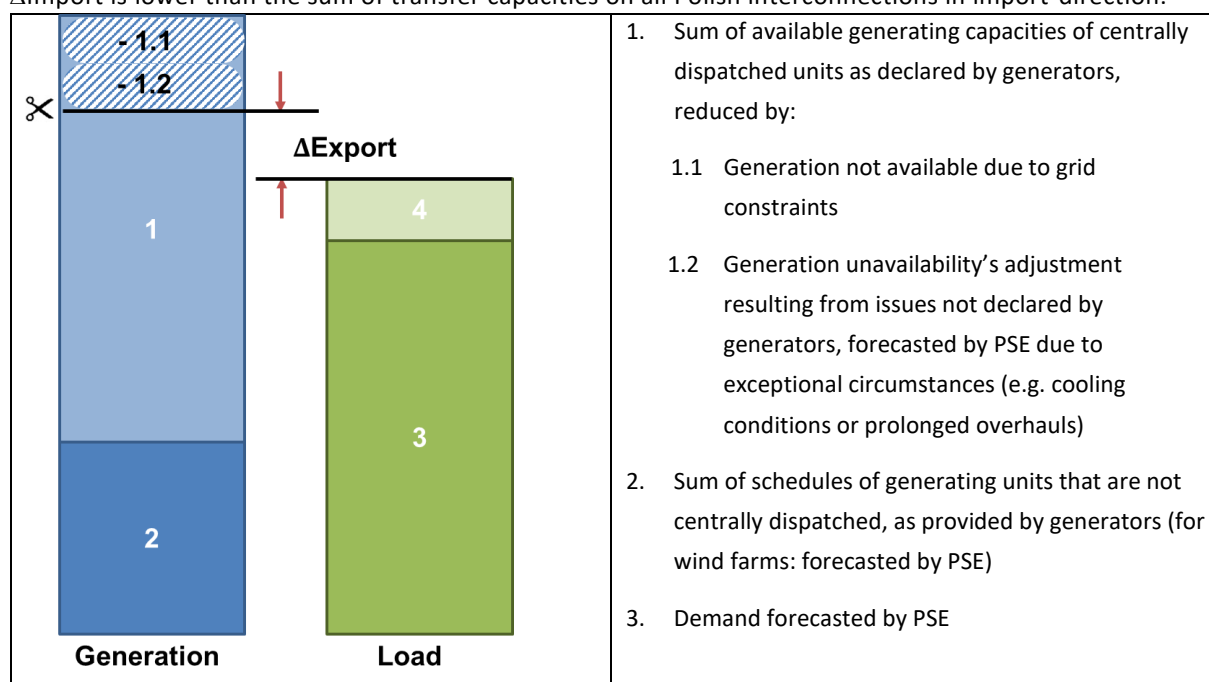 ΔImport is lower than the sum of transfer capacities on all Polish interconnections in import direction.
- 1.1
- 1.2
ΔExport
1
4
3
2
Generation
Load
1. Sum of available generating capacities of centrally
dispatched units as declared by generators,
reduced by:
1.1 Generation not available due to grid
constraints
1.2 Generation unavailability’s adjustment
resulting from issues not declared by
generators, forecasted by PSE due to
exceptional circumstances (e.g. cooling
conditions or prolonged overhauls)
2. Sum of schedules of generating units that are not
centrally dispatched, as provided by generators (for
wind farms: forecasted by PSE)
3. Demand forecasted by PSE